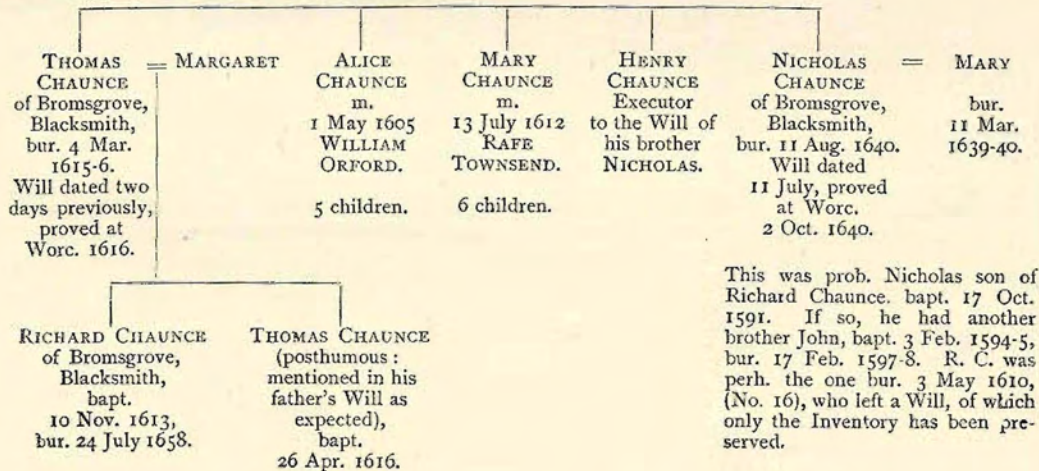 THOMAS
CHAUNCE
of Bromsgrove,
Blacksmith,
bur. 4 Mar.
1615-6.
Will dated two
days previously,
proved at
Worc. 1616.
= MARGARET
ALICE
CHAUNCE
m.
1 May 1605
WILLIAM
ORFORD.
5 children.
MARY
CHAUNCE
m.
13 July 1612
RAFE
TOWNSEND.
6 children.
HENRY
CHAUNCE
Executor
to the Will of
his brother
NICHOLAS.
NICHOLAS
CHAUNCE
of Bromsgrove,
Blacksmith,
bur. 11 Aug. 1640.
Will dated
11 July, proved
at Worc.
2 Oct. 1640.
= MARY
bur.
11 Mar.
1639-40.
RICHARD CHAUNCE
of Bromsgrove,
Blacksmith,
bapt.
10 Nov. 1613,
bur. 24 July 1658.
THOMAS CHAUNCE
(posthumous :
mentioned in his
father's Will as
expected),
bapt.
26 Apr. 1616.
This was prob. Nicholas son of
Richard Chaunce. bapt. 17 Oct.
1591. If so, he had another
brother John, bapt. 3 Feb. 1594-5,
bur. 17 Feb. 1597-8. R. C. was
perh. the one bur. 3 May 1610,
(No. 16), who left a Will, of which
only the Inventory has been pre-
served.